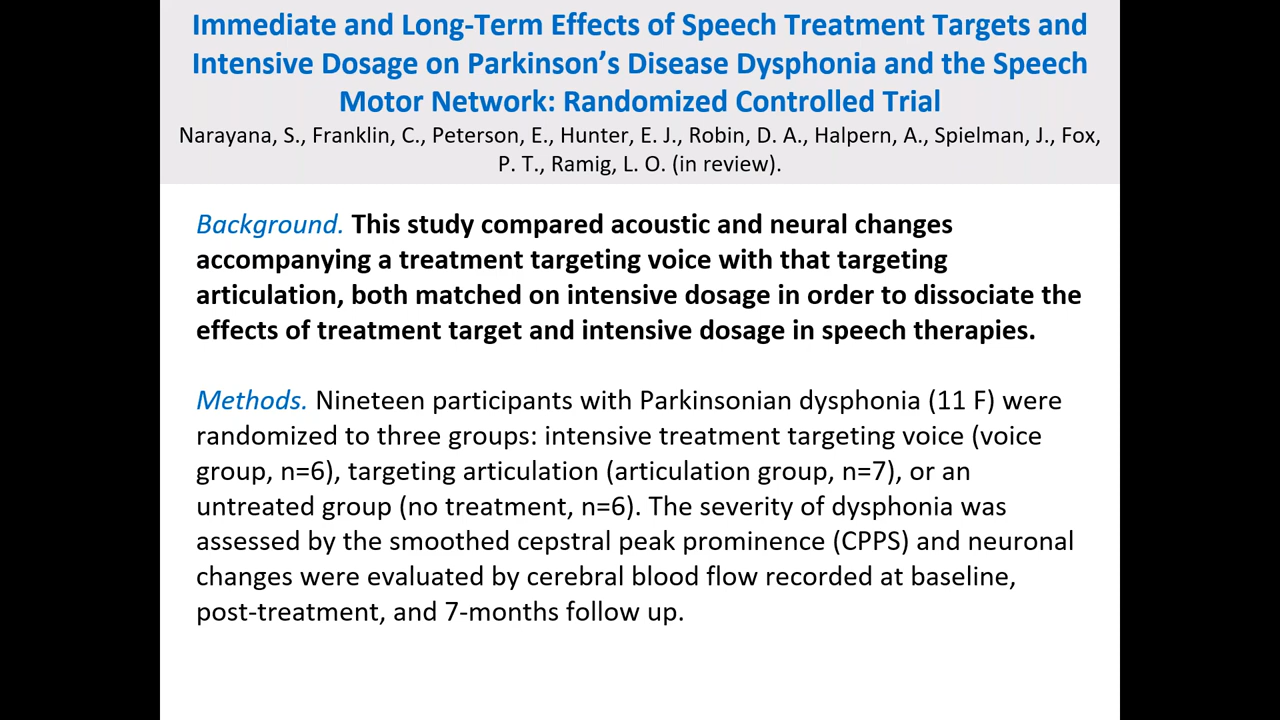 Immediate and Long-Term Effects of Speech Treatment Targets and
Intensive Dosage on Parkinson’s Disease Dysphonia and the Speech
Motor Network: Randomized Controlled Trial
Narayana, S., Franklin, C., Peterson, E., Hunter, E. J., Robin, D. A., Halpern, A., Spielman, J., Fox,
P. T., Ramig, L. O. (in review).
Background. This study compared acoustic and neural changes
accompanying a treatment targeting voice with that targeting
articulation, both matched on intensive dosage in order to dissociate the
effects of treatment target and intensive dosage in speech therapies.
Methods. Nineteen participants with Parkinsonian dysphonia (11 F) were
randomized to three groups: intensive treatment targeting voice (voice
group, n=6), targeting articulation (articulation group, n=7), or an
untreated group (no treatment, n=6). The severity of dysphonia was
assessed by the smoothed cepstral peak prominence (CPPS) and neuronal
changes were evaluated by cerebral blood flow recorded at baseline,
post-treatment, and 7-months follow up.